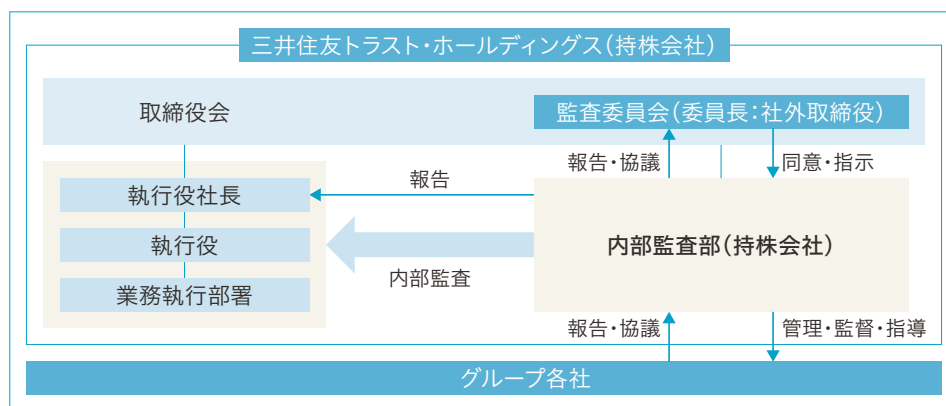 三井住友トラスト・ホールディングス（持株会社）
取締役会
監査委員会（委員長：社外取締役）
報告・協議
同意・指示
報告
執行役社長
執行役
内部監査部（持株会社）
内部監査
業務執行部署
報告・協議
管理・監督・指導
グループ各社